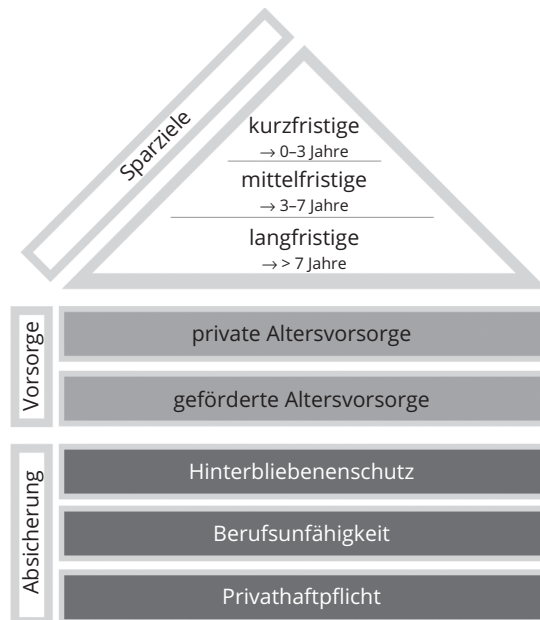 Sparziele
kurzfristige
→ 0–3 Jahre
mittelfristige
→ 3–7 Jahre
langfristige
→ > 7 Jahre
Vorsorge
private Altersvorsorge
geförderte Altersvorsorge
Absicherung
Hinterbliebenenschutz
Berufsunfähigkeit
Privathaftpflicht